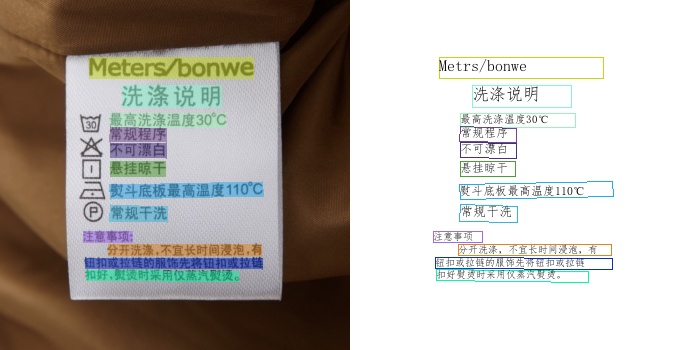 Meters/bonwe
洗涤说明
30 最高洗涤温度30℃
常规程序
不可漂白
悬挂晾干
熨斗底板最高温度110℃
P 常规干洗
注意事项:
分开洗涤,不宜长时间浸泡,有
钮扣或拉链的服饰先将钮扣或拉链
扣好,熨烫时采用仅蒸汽熨烫。
Metrs/bonwe
洗涤说明
最高洗涤温度30℃
常规程序
不可漂白
悬挂晾干
熨斗底板最高温度110℃
常规干洗
注意事项
分开洗涤，不宜长时间浸泡，有
钮扣或拉链的服饰先将钮扣或拉链
扣好熨烫时采用仅蒸汽熨烫。